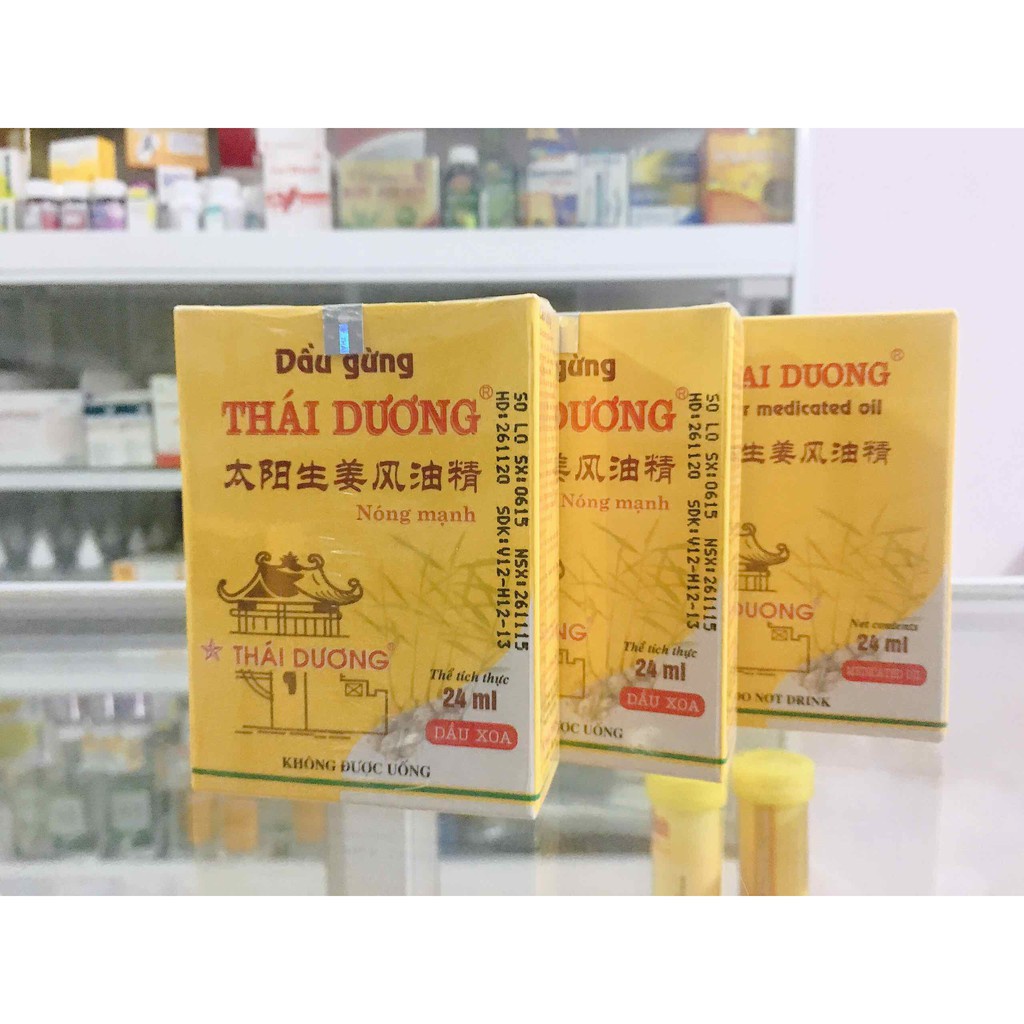 Dầu gừng
THÁI DƯƠNG®
太阳生姜风油精
Nóng mạnh
THÁI DƯƠNG
Thể tích thực
24 ml
DẦU XOA
KHÔNG ĐƯỢC UỐNG
SO LO SX:0615 NSX:261115
HD:261120 SDK:V12-H12-13
gừng
DƯƠNG®
姜风油精
Nóng mạnh
NG
Thể tích thực
24 ml
DẦU XOA
ĐƯỢC UỐNG
SO LO SX:0615 NSX:261115
HD:261120 SDK:V12-H12-13
AI DUONG®
r medicated oil
生姜风油精
DUONG
Net contents
24 ml
MEDICATED OIL
DO NOT DRINK